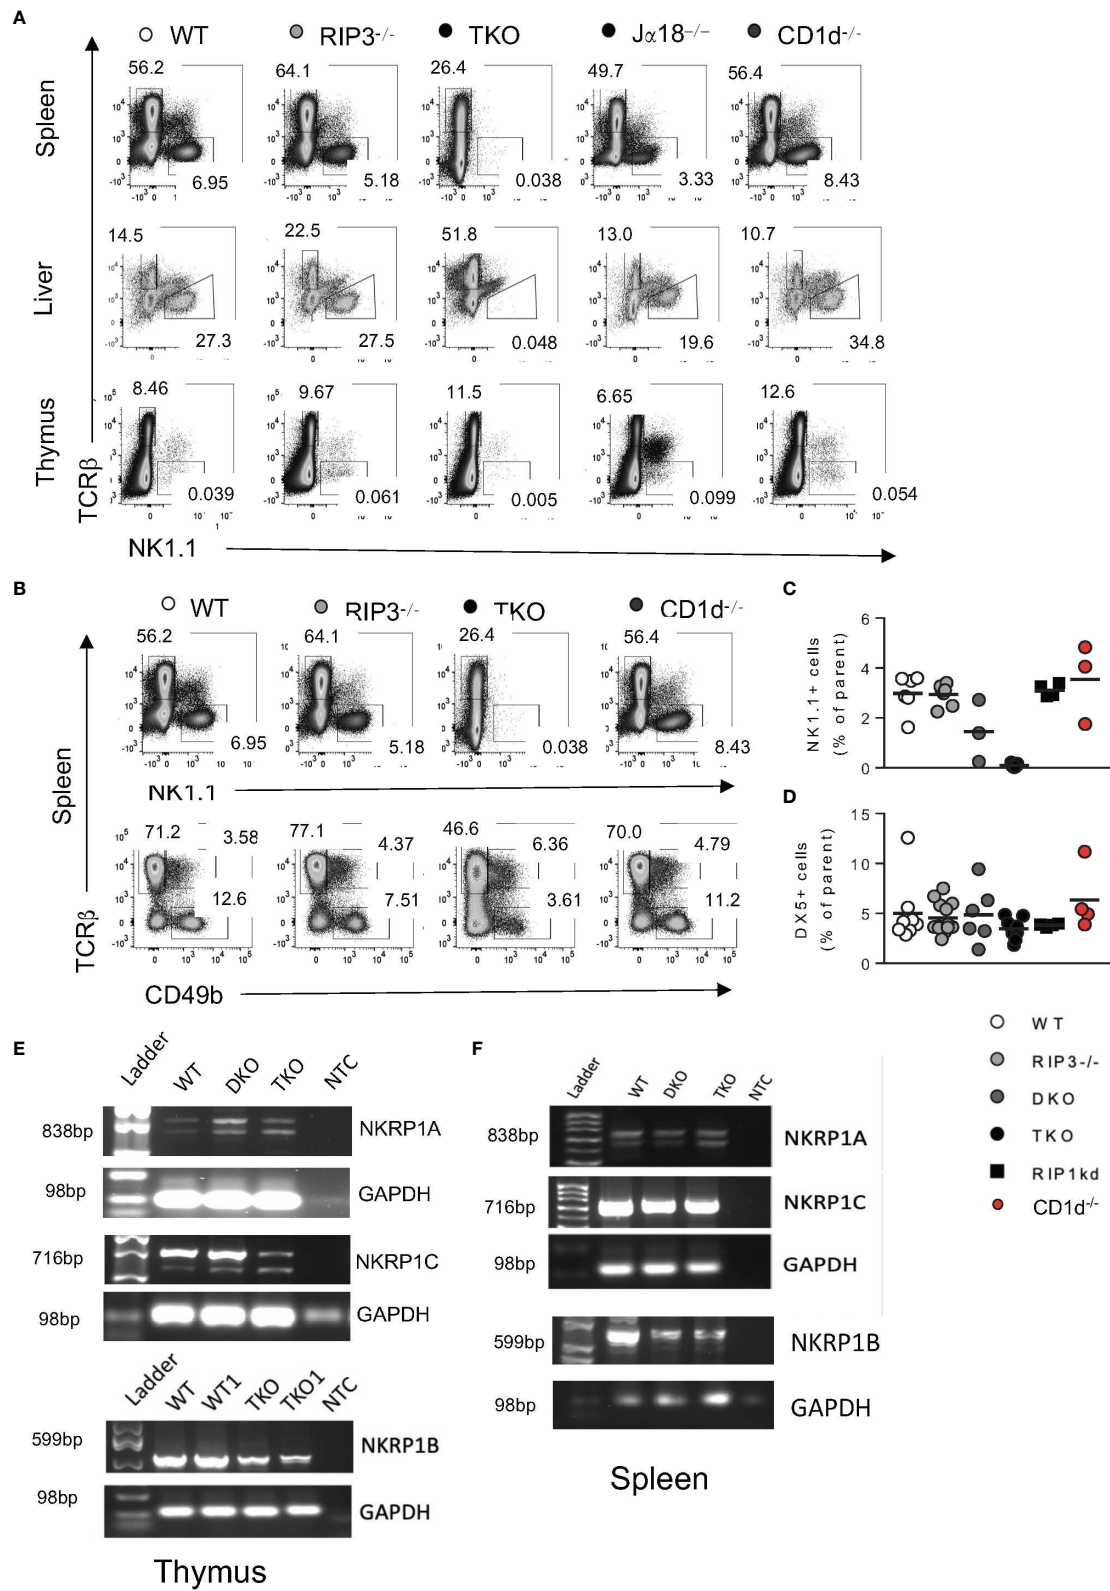 A
WT RIP3-/- TKO Jα18-/- CD1d-/-
Spleen
56.2 64.1 26.4 49.7 56.4
6.95 5.18 0.038 3.33 8.43
Liver
14.5 22.5 51.8 13.0 10.7
27.3 27.5 0.048 19.6 34.8
Thymus
8.46 9.67 11.5 6.65 12.6
0.039 0.061 0.005 0.099 0.054
TCRβ
NK1.1
B
WT RIP3-/- TKO CD1d-/-
Spleen
56.2 64.1 26.4 56.4
6.95 5.18 0.038 8.43
NK1.1
71.2 3.58 77.1 4.37 46.6 6.36 70.0 4.79
12.6 7.51 3.61 11.2
TCRβ
CD49b
C
NK1.1+ cells
(% of parent)
6
4
2
0
D
DX5+ cells
(% of parent)
15
10
5
0
WT
RIP3-/-
DKO
TKO
RIP1kd
CD1d-/-
E
Ladder WT DKO TKO NTC
838bp NKRP1A
98bp GAPDH
716bp NKRP1C
98bp GAPDH
Ladder WT WT1 TKO TKO1 NTC
599bp NKRP1B
98bp GAPDH
Thymus
F
Ladder WT DKO TKO NTC
838bp NKRP1A
716bp NKRP1C
98bp GAPDH
599bp NKRP1B
98bp GAPDH
Spleen